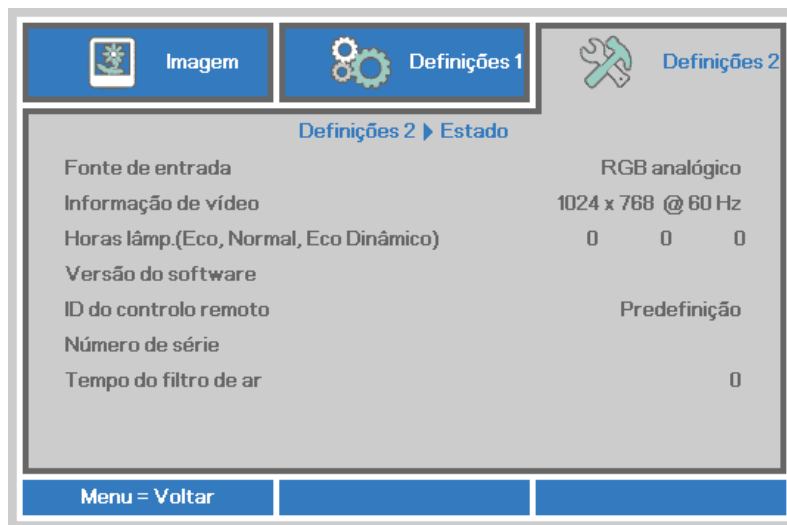 Imagem
Definições 1
Definições 2
Definições 2 ▶ Estado
Fonte de entrada RGB analógico
Informação de vídeo 1024 x 768 @ 60 Hz
Horas lâmp.(Eco, Normal, Eco Dinâmico) 0 0 0
Versão do software
ID do controlo remoto Predefinição
Número de série
Tempo do filtro de ar 0
Menu = Voltar